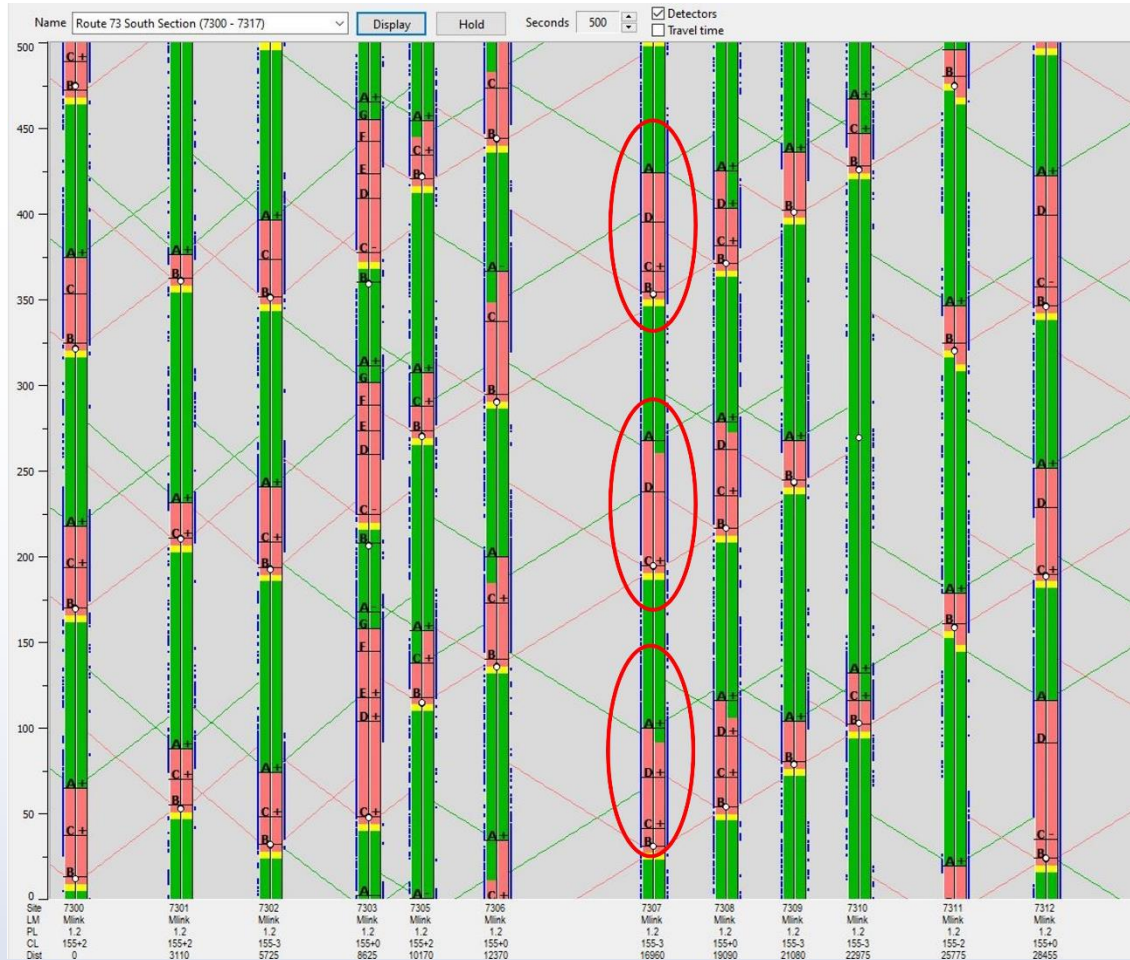 Name Route 73 South Section (7300 - 7317) Display Hold Seconds 500 Detectors
Travel time
500
450
400
350
300
250
200
150
100
50
0
C +
B
A +
C
B
A +
C +
B
A +
C +
B
A +
B
A +
C +
A +
C +
B
A +
C
B
A +
C +
B
A +
C +
B
A +
G
F
E
D
C -
B
A +
G
F
E
D
C -
B
A -
G
F
E +
D +
C +
A
A +
C +
B
A +
C +
B
A +
C +
B
A -
C
B
A -
C
B
A
C +
B
A +
C +
A
D
C +
B
A
D
C +
A +
D +
C +
B
A +
D +
C +
B
A +
D
C +
B
A +
D +
C +
B
A +
B
A +
B
A +
B
A +
C +
B
A +
C +
B
B
A +
B
A +
B
A +
A +
D
C -
B
A +
D
C +
A
D
C -
B
Site 7300 7301 7302 7303 7305 7306 7307 7308 7309 7310 7311 7312
LM Mlink Mlink Mlink Mlink Mlink Mlink Mlink Mlink Mlink Mlink Mlink Mlink
PL 1.2 1.2 1.2 1.2 1.2 1.2 1.2 1.2 1.2 1.2 1.2 1.2
CL 155+2 155+2 155-3 155+0 155+2 155+0 155-3 155+0 155-3 155-3 155-2 155+0
Dist 0 3110 5725 8625 10170 12370 16960 19090 21080 22975 25775 28455